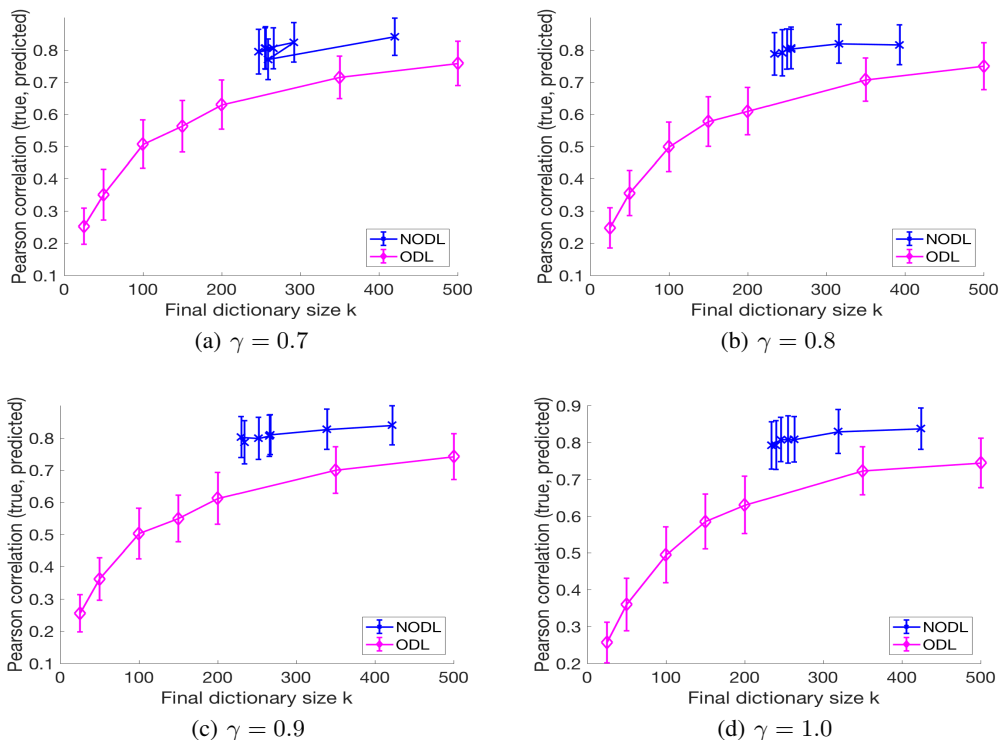 Pearson correlation (true, predicted)
0.8
0.7
0.6
0.5
0.4
0.3
0.2
0.1
0 100 200 300 400 500
Final dictionary size k
NODL
ODL
(a) γ = 0.7
Pearson correlation (true, predicted)
0.8
0.7
0.6
0.5
0.4
0.3
0.2
0.1
0 100 200 300 400 500
Final dictionary size k
NODL
ODL
(b) γ = 0.8
Pearson correlation (true, predicted)
0.8
0.7
0.6
0.5
0.4
0.3
0.2
0.1
0 100 200 300 400 500
Final dictionary size k
NODL
ODL
(c) γ = 0.9
Pearson correlation (true, predicted)
0.9
0.8
0.7
0.6
0.5
0.4
0.3
0.2
0 100 200 300 400 500
Final dictionary size k
NODL
ODL
(d) γ = 1.0